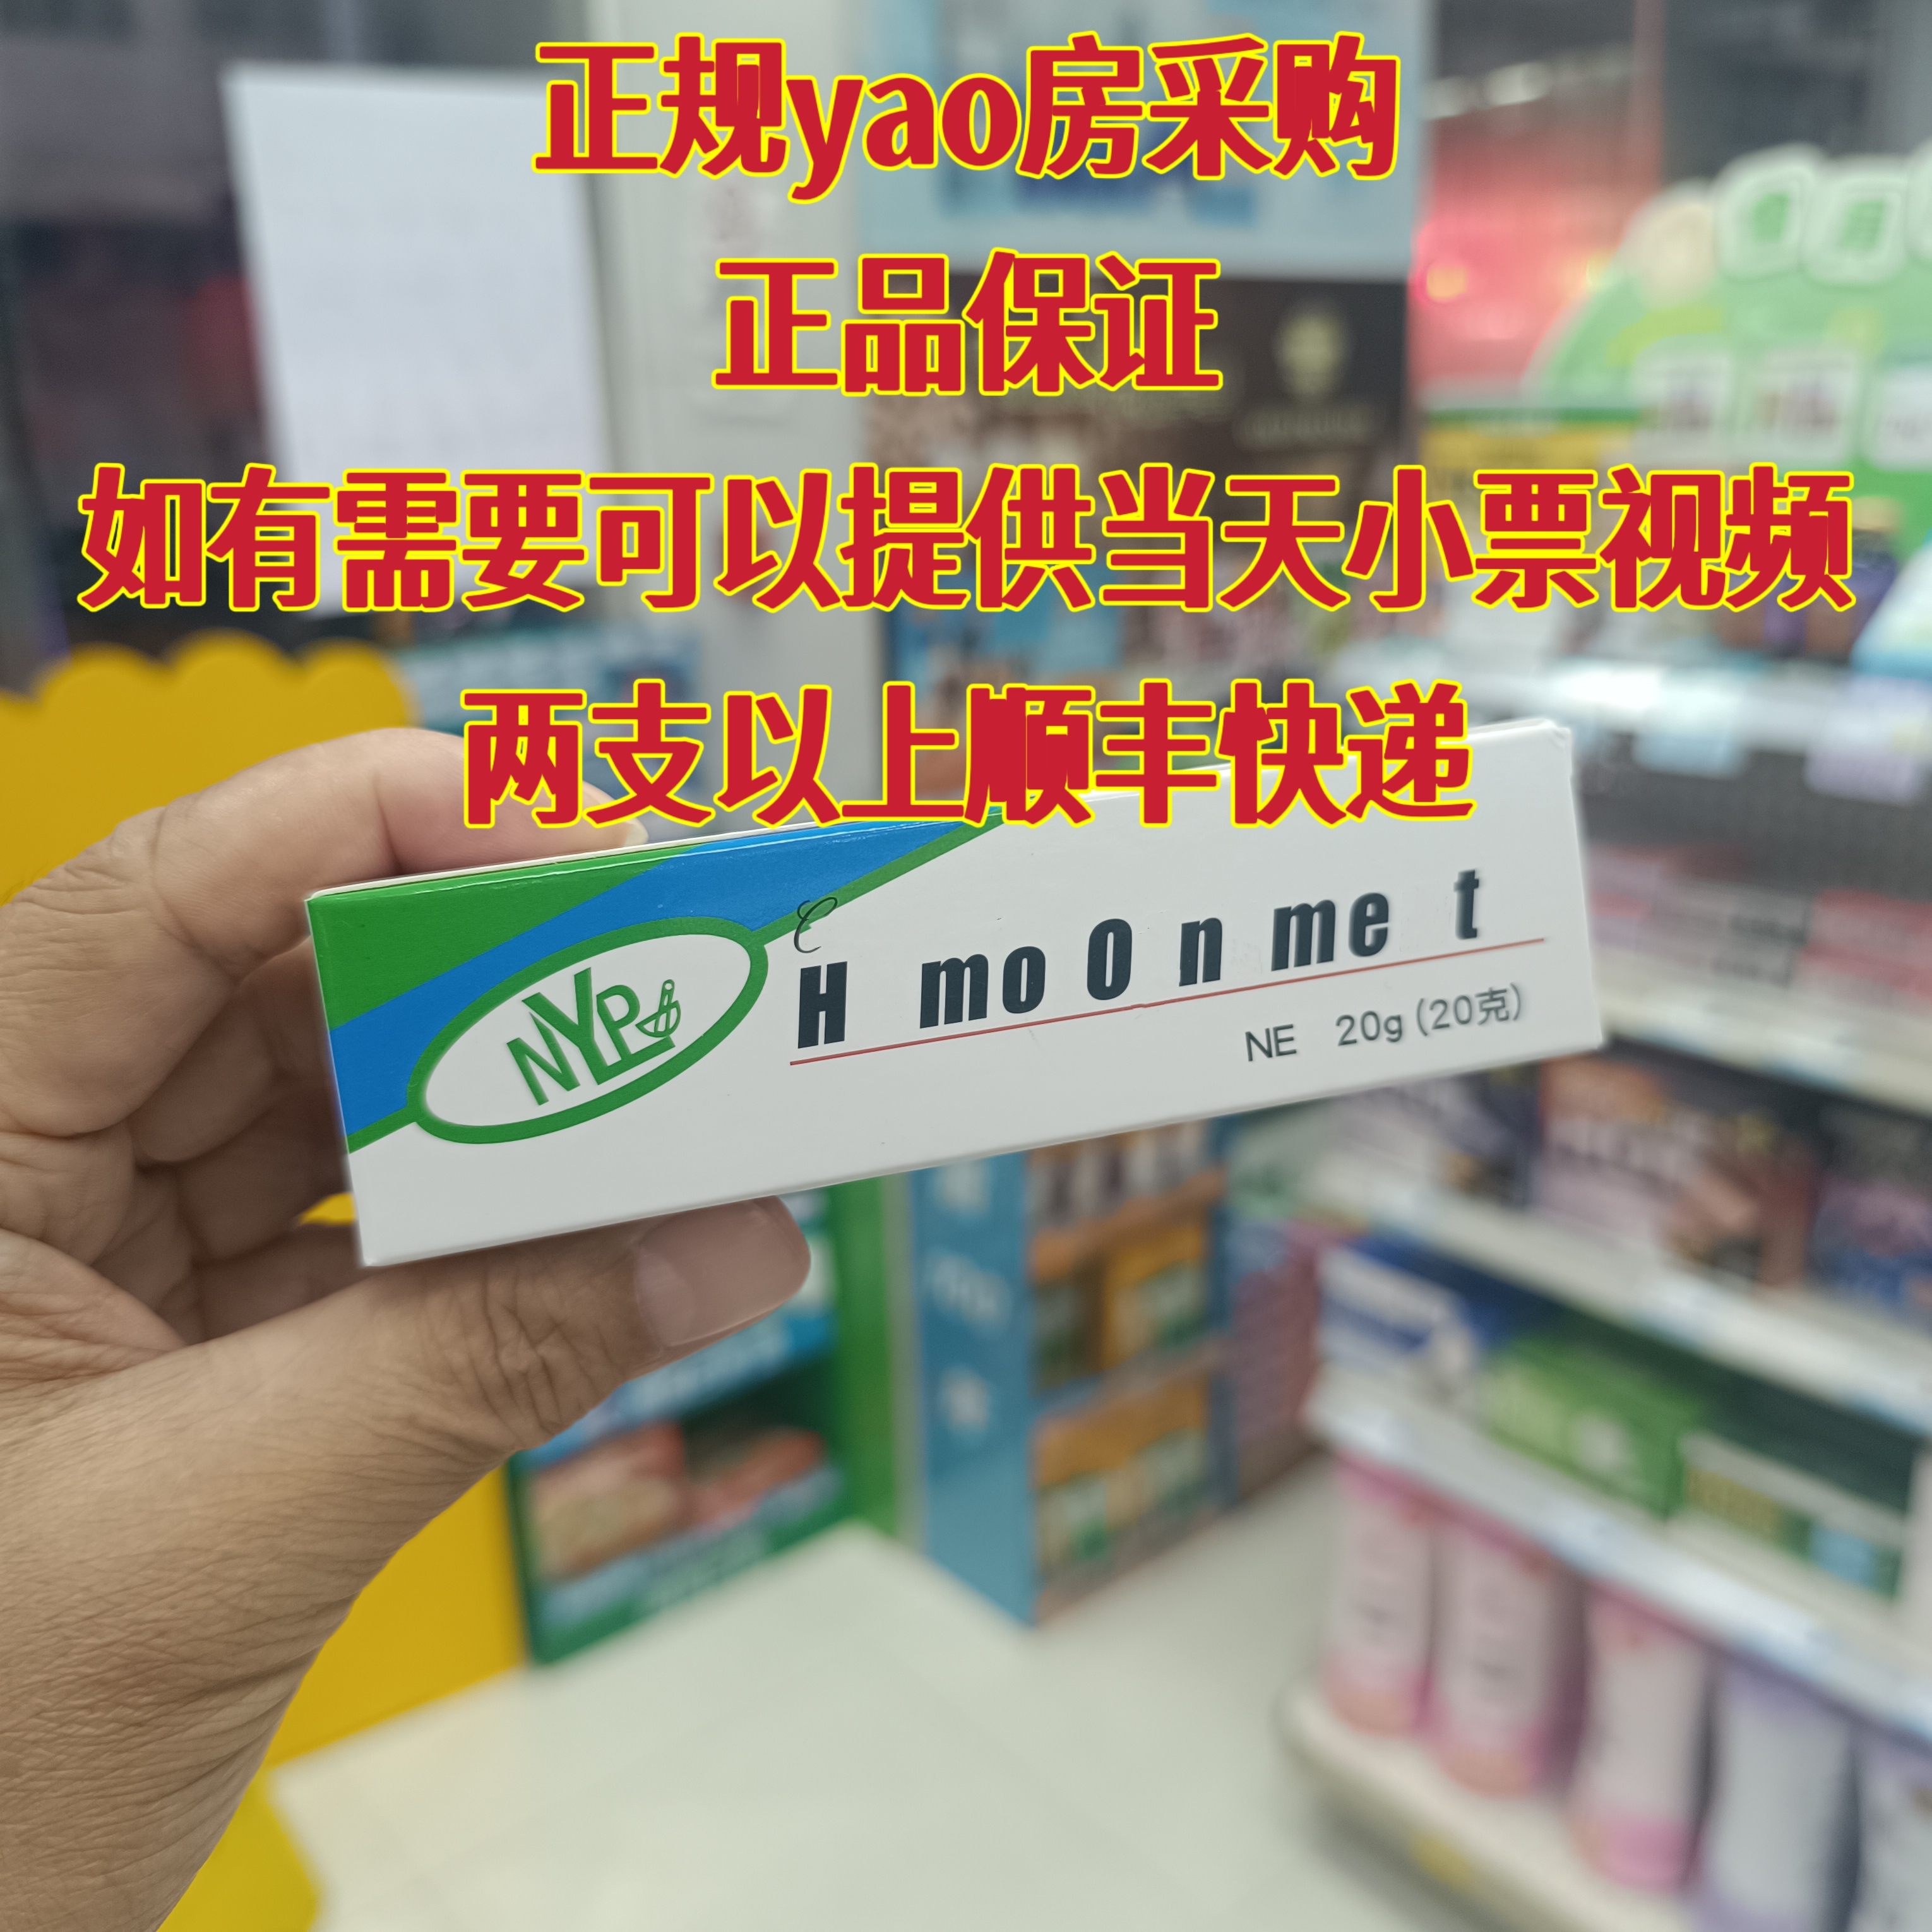 正规yao房采购
正品保证
如有需要可以提供当天小票视频
两支以上顺丰快递
NYP
H mo O n me t
NE 20g (20克)